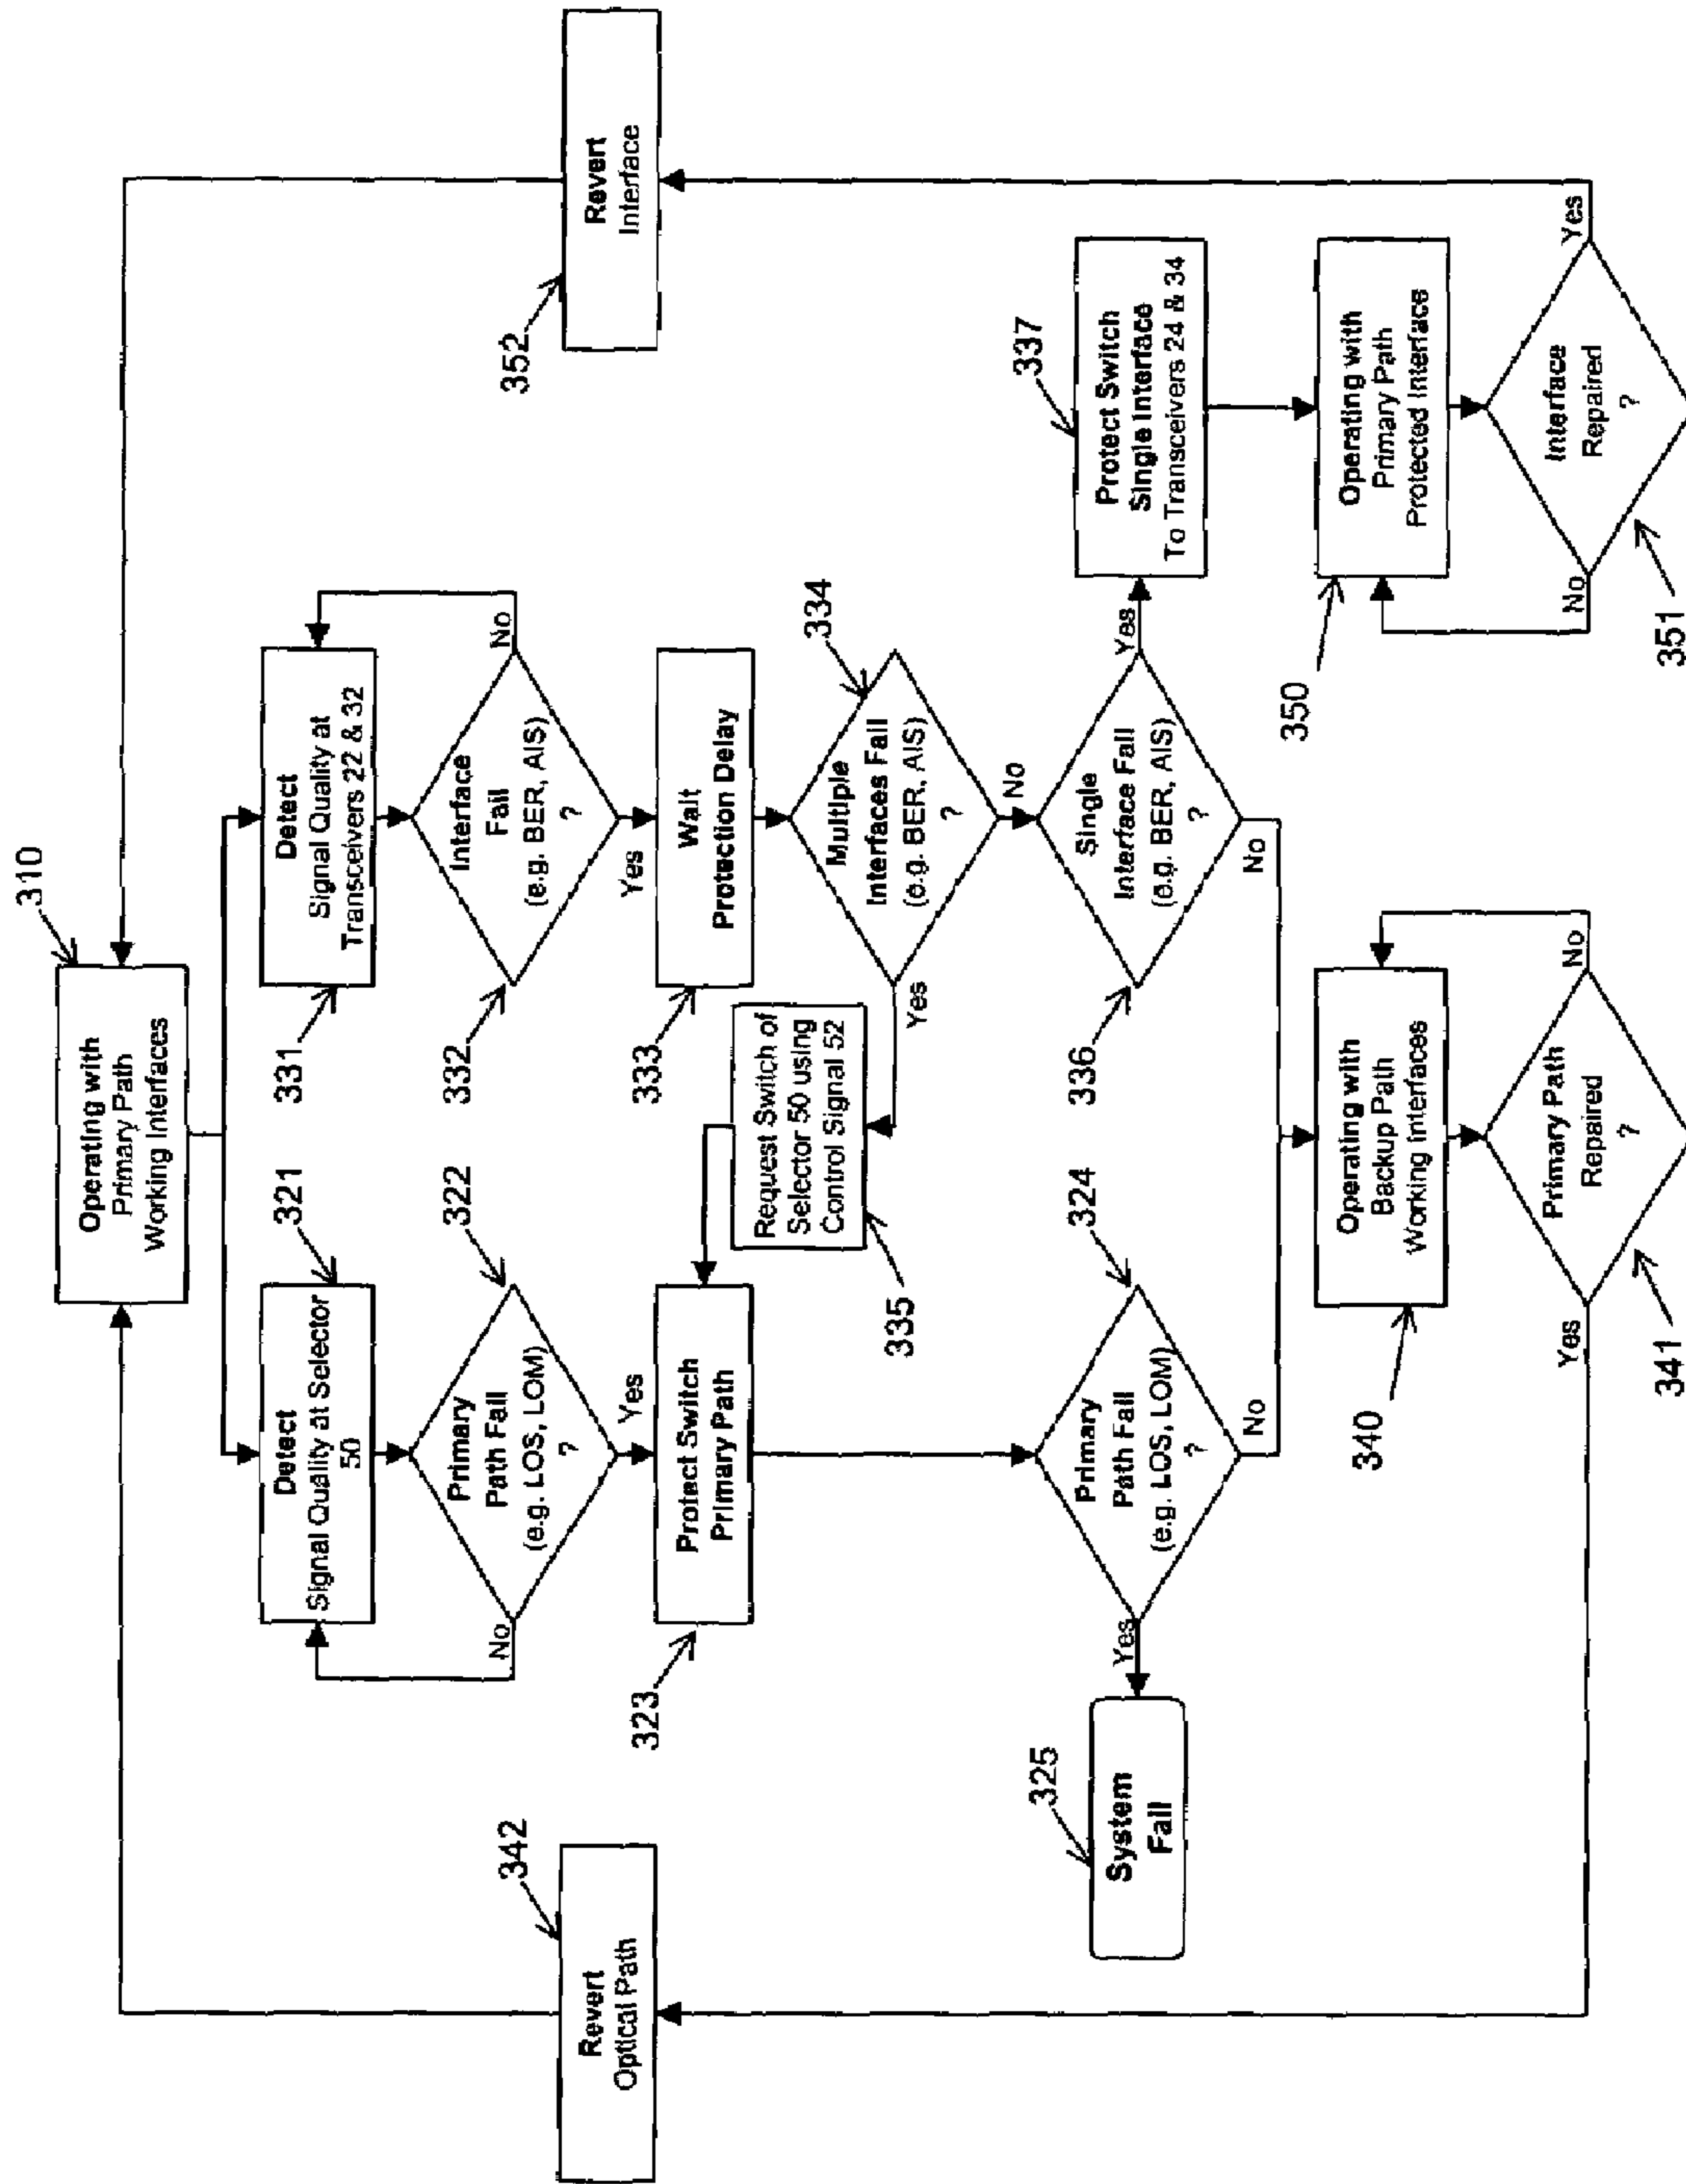 310
Operating with
Primary Path
Working Interfaces
321
Detect
Signal Quality at Selector
50
322
Primary
Path Fail
(e.g. LOS, LOM)
?
No
Yes
323
Protect Switch
Primary Path
331
Detect
Signal Quality at
Transceivers 22 & 32
332
Interface
Fail
(e.g. BER, AIS)
?
No
Yes
333
Wait
Protection Delay
334
Multiple
Interfaces Fail
(e.g. BER, AIS)
?
Yes
No
335
Request Switch of
Selector 50 using
Control Signal 52
324
Primary
Path Fail
(e.g. LOS, LOM)
?
Yes
No
325
System
Fail
336
Single
Interface Fail
(e.g. BER, AIS)
?
Yes
No
337
Protect Switch
Single Interface
To Transceivers 24 & 34
340
Operating with
Backup Path
Working Interfaces
341
Primary Path
Repaired
?
Yes
No
342
Revert
Optical Path
350
Operating with
Primary Path
Protected Interface
351
Interface
Repaired
?
No
Yes
352
Revert
Interface